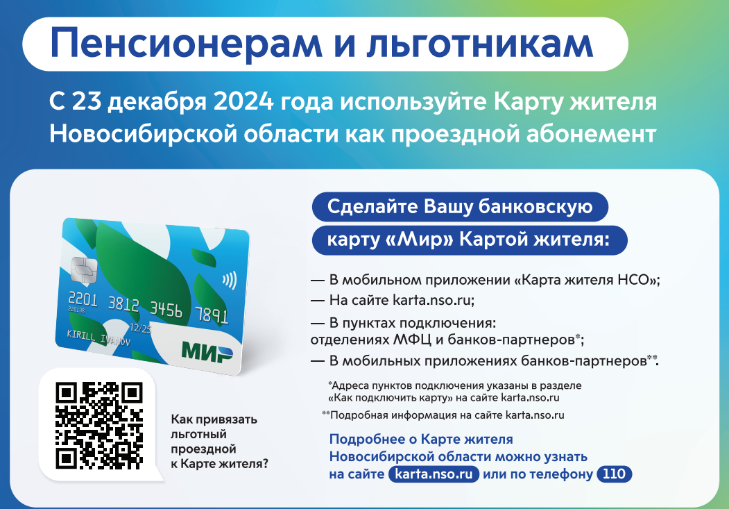 Пенсионерам и льготникам
С 23 декабря 2024 года используйте Карту жителя
Новосибирской области как проездной абонемент
Сделайте Вашу банковскую
карту «Мир» Картой жителя:
— В мобильном приложении «Карта жителя НСО»;
— На сайте karta.nso.ru;
— В пунктах подключения:
отделениях МФЦ и банков-партнеров*;
— В мобильных приложениях банков-партнеров**.
*Адреса пунктов подключения указаны в разделе
«Как подключить карту» на сайте karta.nso.ru
**Подробная информация на сайте karta.nso.ru
Подробнее о Карте жителя
Новосибирской области можно узнать
на сайте karta.nso.ru или по телефону 110
2201 3812 3456 7891
12/25
KIRILL IVANOV
МИР
Как привязать
льготный
проездной
к Карте жителя?